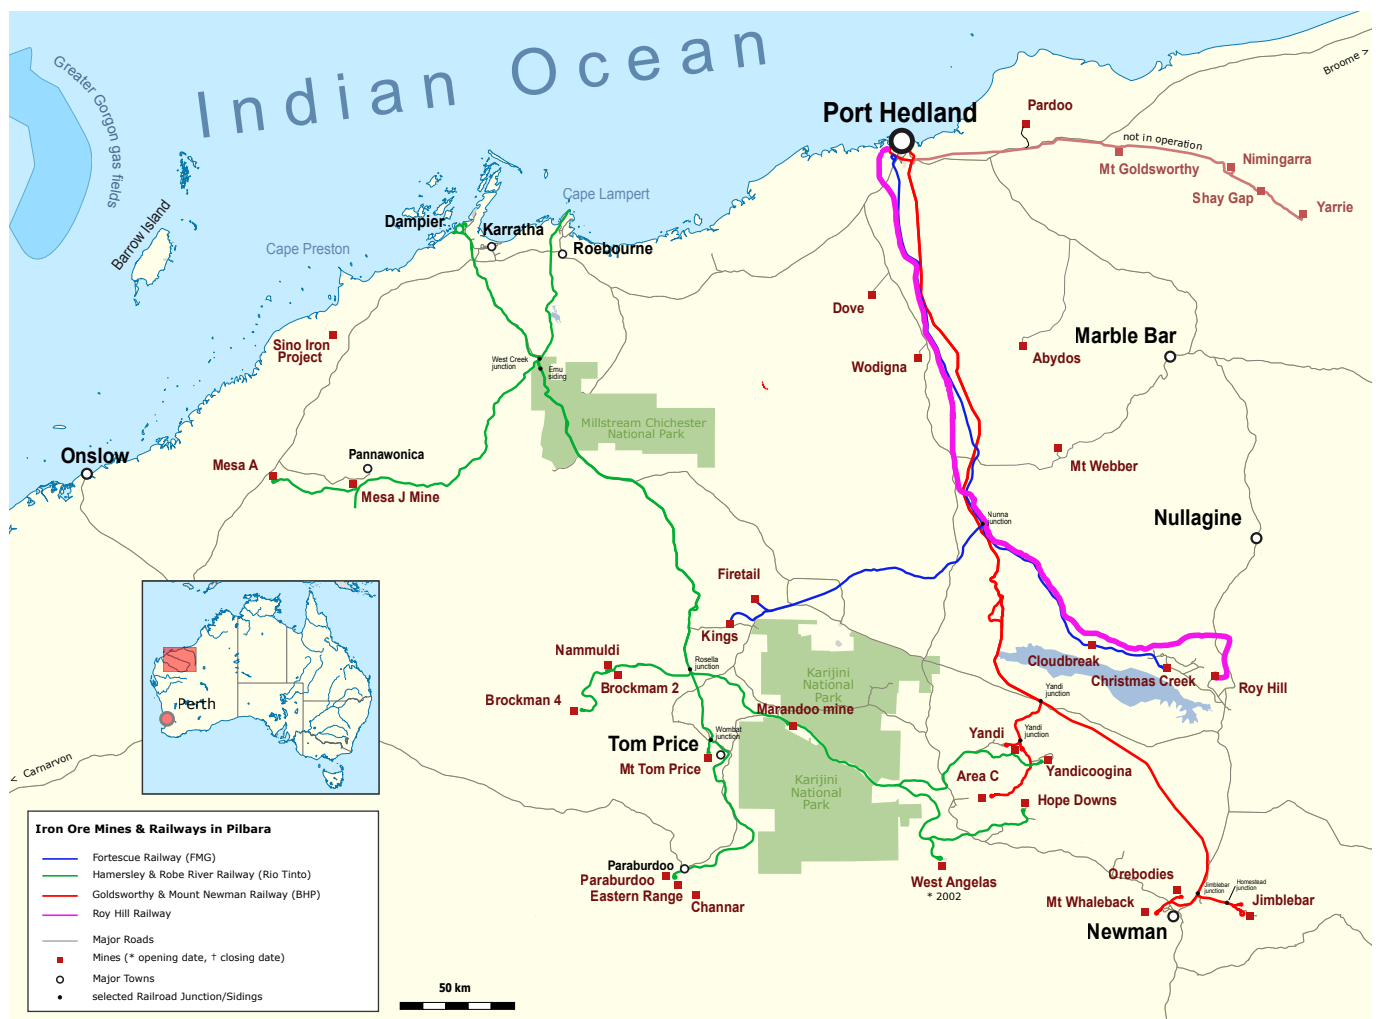 Indian Ocean
Greater Gorgon gas fields
Broome >
Port Hedland
Pardoo
not in operation
Mt Goldsworthy
Nimingarra
Shay Gap
Yarrie
Cape Lampert
Dampier
Karratha
Roebourne
Barrow Island
Cape Preston
Dove
Sino Iron
Project
West Creek
junction
Emu
siding
Wodigna
Abydos
Marble Bar
Millstream Chichester
National Park
Onslow
Mesa A
Pannawonica
Mesa J Mine
Mt Webber
Nunna
junction
Nullagine
Firetail
Kings
Nammuldi
Rosella
junction
Brockmam 2
Brockman 4
Karijini
National
Park
Marandoo mine
Cloudbreak
Christmas Creek
Roy Hill
Yandi
junction
Perth
Wombat
junction
Tom Price
Mt Tom Price
Yandi
Yandi
junction
Yandicoogina
Area C
Hope Downs
Karijini
National
Park
< Carnarvon
Paraburdoo
Paraburdoo
Eastern Range
Channar
West Angelas
* 2002
Orebodies
Jimblebar
junction
Homestead
junction
Mt Whaleback
Jimblebar
Newman
Iron Ore Mines & Railways in Pilbara
Fortescue Railway (FMG)
Hamersley & Robe River Railway (Rio Tinto)
Goldsworthy & Mount Newman Railway (BHP)
Roy Hill Railway
Major Roads
Mines (* opening date, † closing date)
Major Towns
selected Railroad Junction/Sidings
50 km